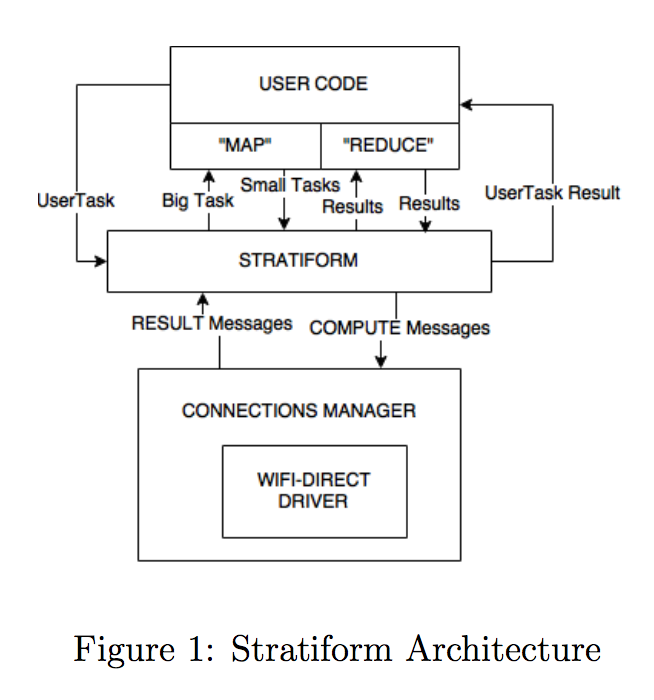 USER CODE
"MAP"
"REDUCE"
UserTask
Big Task
Small Tasks
Results
Results
UserTask Result
STRATIFORM
RESULT Messages
COMPUTE Messages
CONNECTIONS MANAGER
WIFI-DIRECT
DRIVER
Figure 1: Stratiform Architecture